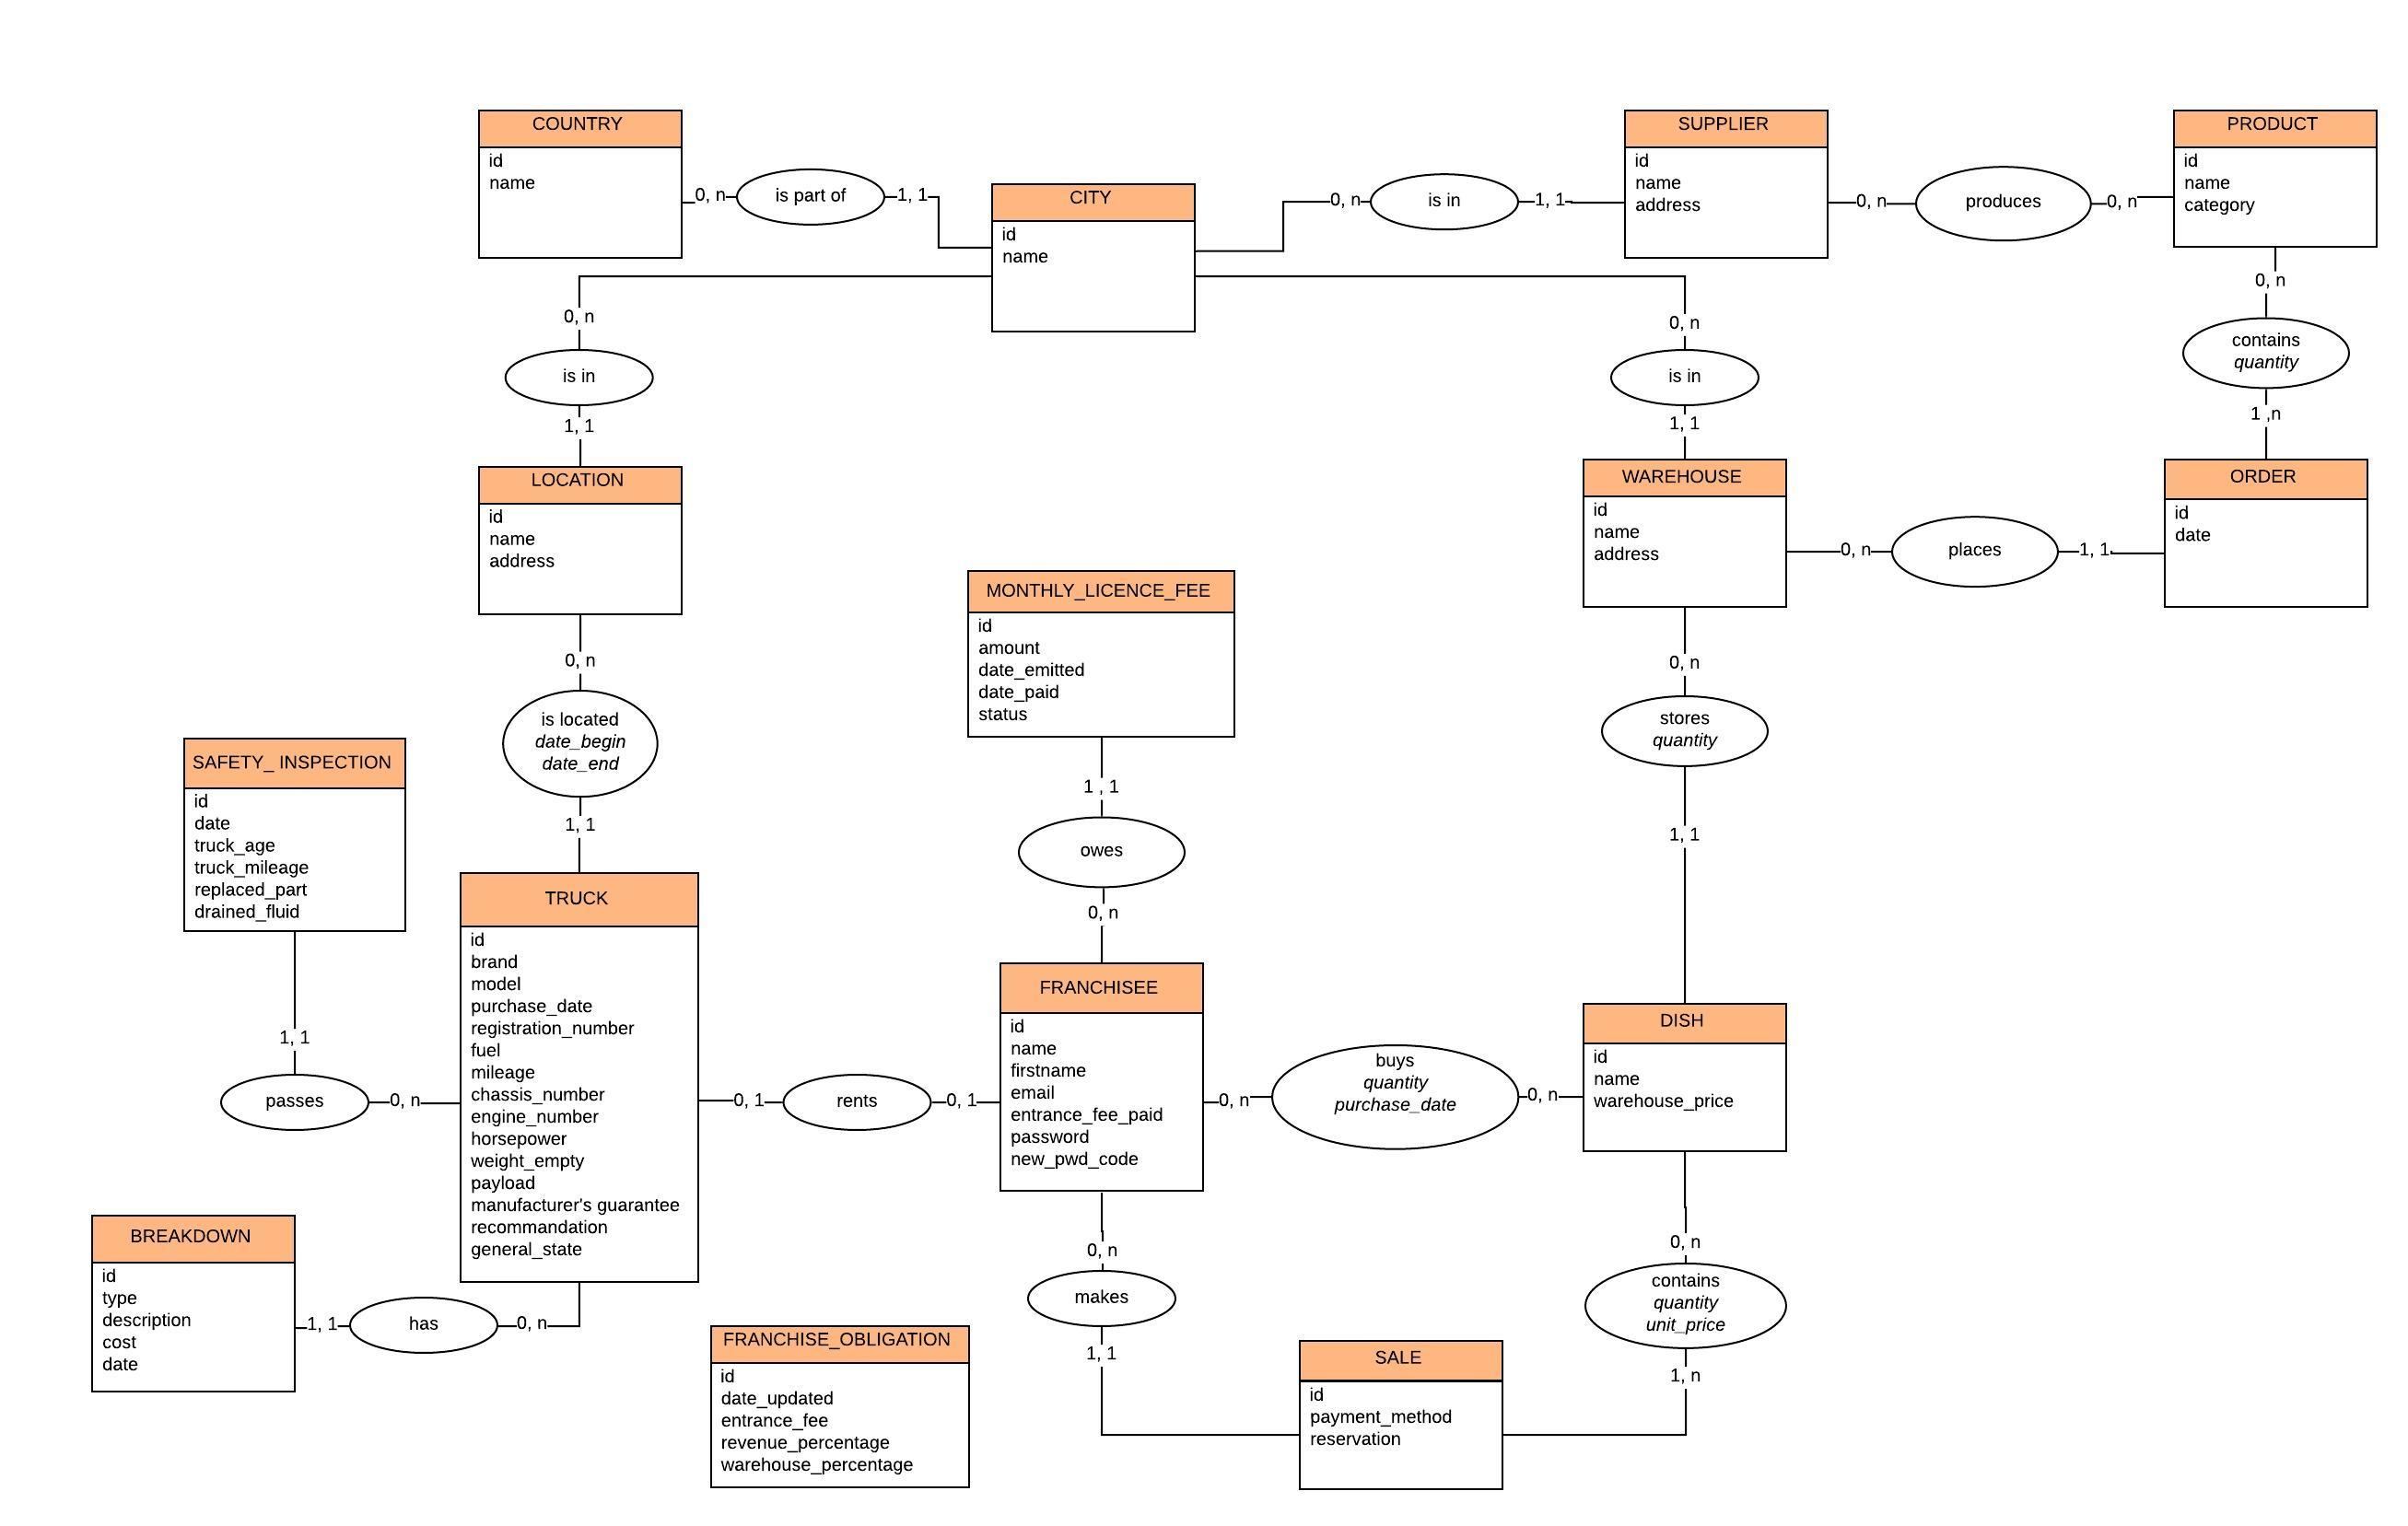 COUNTRY
id
name
0, n
is part of
1, 1
CITY
id
name
0, n
is in
1, 1
SUPPLIER
id
name
address
0, n
produces
0, n
PRODUCT
id
name
category
0, n
contains
quantity
1 ,n
0, n
is in
1, 1
0, n
is in
1, 1
LOCATION
id
name
address
WAREHOUSE
id
name
address
0, n
places
1, 1
ORDER
id
date
0, n
is located
date_begin
date_end
1, 1
MONTHLY_LICENCE_FEE
id
amount
date_emitted
date_paid
status
1 , 1
owes
0, n
0, n
stores
quantity
1, 1
SAFETY_ INSPECTION
id
date
truck_age
truck_mileage
replaced_part
drained_fluid
1, 1
passes
0, n
TRUCK
id
brand
model
purchase_date
registration_number
fuel
mileage
chassis_number
engine_number
horsepower
weight_empty
payload
manufacturer's guarantee
recommandation
general_state
0, 1
rents
0, 1
FRANCHISEE
id
name
firstname
email
entrance_fee_paid
password
new_pwd_code
0, n
buys
quantity
purchase_date
0, n
DISH
id
name
warehouse_price
BREAKDOWN
id
type
description
cost
date
1, 1
has
0, n
FRANCHISE_OBLIGATION
id
date_updated
entrance_fee
revenue_percentage
warehouse_percentage
0, n
makes
1, 1
SALE
id
payment_method
reservation
0, n
contains
quantity
unit_price
1, n